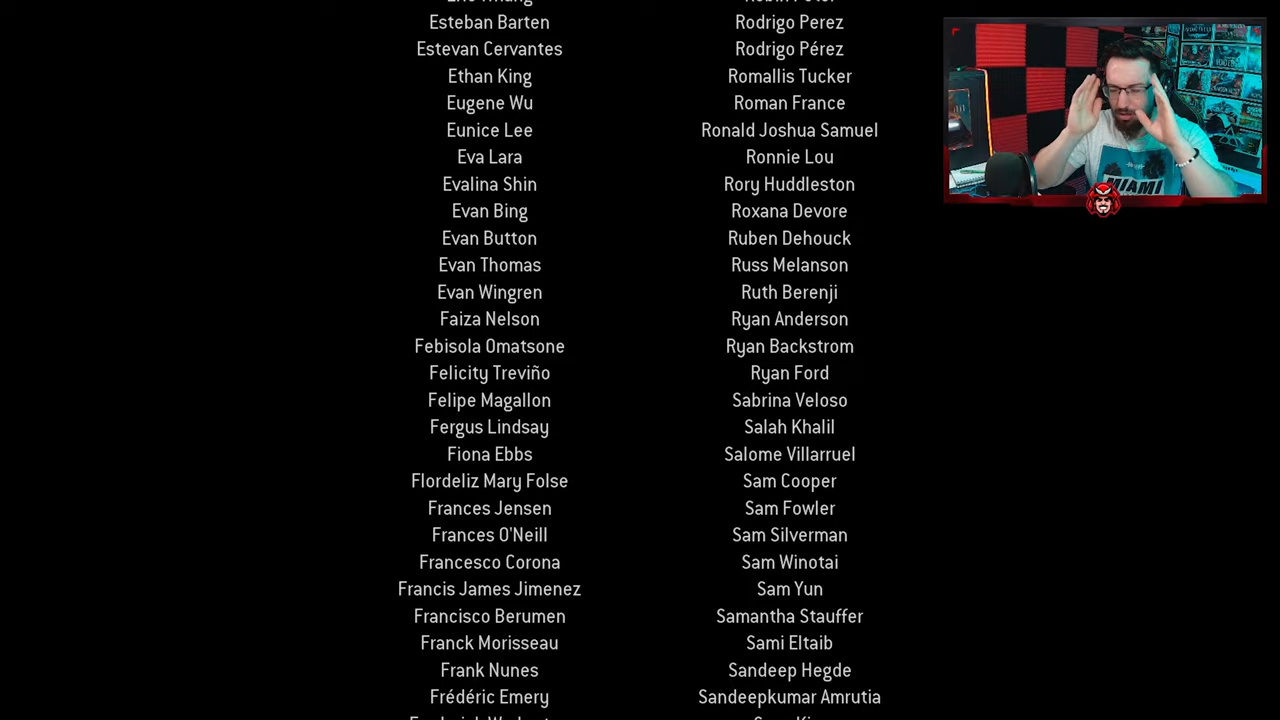 Esteban Barten
Estevan Cervantes
Ethan King
Eugene Wu
Eunice Lee
Eva Lara
Evalina Shin
Evan Bing
Evan Button
Evan Thomas
Evan Wingren
Faiza Nelson
Febisola Omatsone
Felicity Treviño
Felipe Magallon
Fergus Lindsay
Fiona Ebbs
Flordeliz Mary Folse
Frances Jensen
Frances O'Neill
Francesco Corona
Francis James Jimenez
Francisco Berumen
Franck Morisseau
Frank Nunes
Frédéric Emery
Rodrigo Perez
Rodrigo Pérez
Romallis Tucker
Roman France
Ronald Joshua Samuel
Ronnie Lou
Rory Huddleston
Roxana Devore
Ruben Dehouck
Russ Melanson
Ruth Berenji
Ryan Anderson
Ryan Backstrom
Ryan Ford
Sabrina Veloso
Salah Khalil
Salome Villarruel
Sam Cooper
Sam Fowler
Sam Silverman
Sam Winotai
Sam Yun
Samantha Stauffer
Sami Eltaib
Sandeep Hegde
Sandeepkumar Amrutia
MIAMI